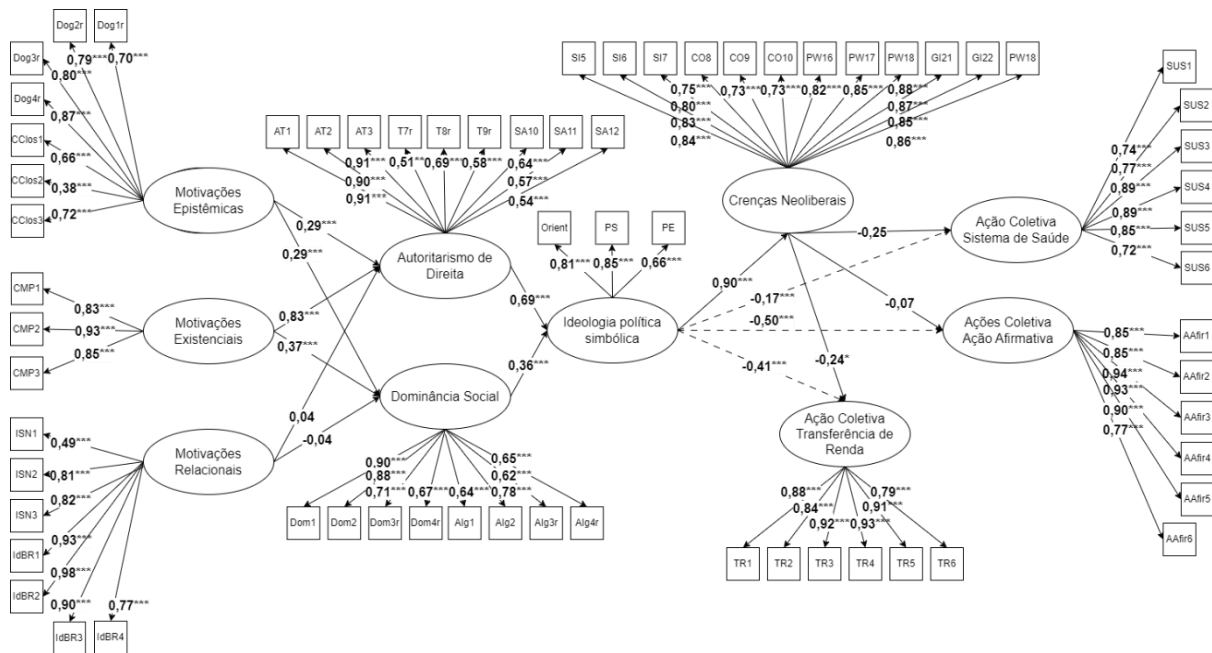 Dog2r
Dog1r
Dog3r
Dog4r
CClos1
CClos2
CClos3
0,79***
0,70***
0,80***
0,87***
0,66***
0,38***
0,72***
Motivações
Epistêmicas
CMP1
CMP2
CMP3
0,83***
0,93***
0,85***
Motivações
Existenciais
ISN1
ISN2
ISN3
IdBR1
IdBR2
IdBR3
IdBR4
0,49***
0,81***
0,82***
0,93***
0,98***
0,90***
0,77***
Motivações
Relacionais
0,29***
0,29***
0,83***
0,37***
0,04
-0,04
AT1
AT2
AT3
T7r
T8r
T9r
SA10
SA11
SA12
0,91***
0,51**
0,69**
0,58***
0,64***
0,90***
0,57***
0,91***
0,54***
Autoritarismo de
Direita
Dominância Social
0,90***
0,65***
0,88***
0,62***
0,71***
0,67***
0,64***
0,78***
Dom1
Dom2
Dom3r
Dom4r
Alg1
Alg2
Alg3r
Alg4r
0,69***
0,36***
Orient
PS
PE
0,81***
0,85***
0,66***
Ideologia política
simbólica
SI5
SI6
SI7
CO8
CO9
CO10
PW16
PW17
PW18
GI21
GI22
PW18
0,75***
0,73***
0,73***
0,82***
0,85***
0,88***
0,80***
0,87***
0,83***
0,85***
0,84***
0,86***
Crenças Neoliberais
0,90***
-0,25
-0,17***
-0,07
-0,50***
-0,24*
-0,41***
Ação Coletiva
Sistema de Saúde
0,74***
0,77***
0,89***
0,89***
0,85***
0,72***
SUS1
SUS2
SUS3
SUS4
SUS5
SUS6
Ações Coletiva
Ação Afirmativa
0,85***
0,85***
0,94***
0,93***
0,90***
0,77***
AAfir1
AAfir2
AAfir3
AAfir4
AAfir5
AAfir6
Ação Coletiva
Transferência de
Renda
0,88***
0,79***
0,84***
0,91***
0,92***
0,93***
TR1
TR2
TR3
TR4
TR5
TR6